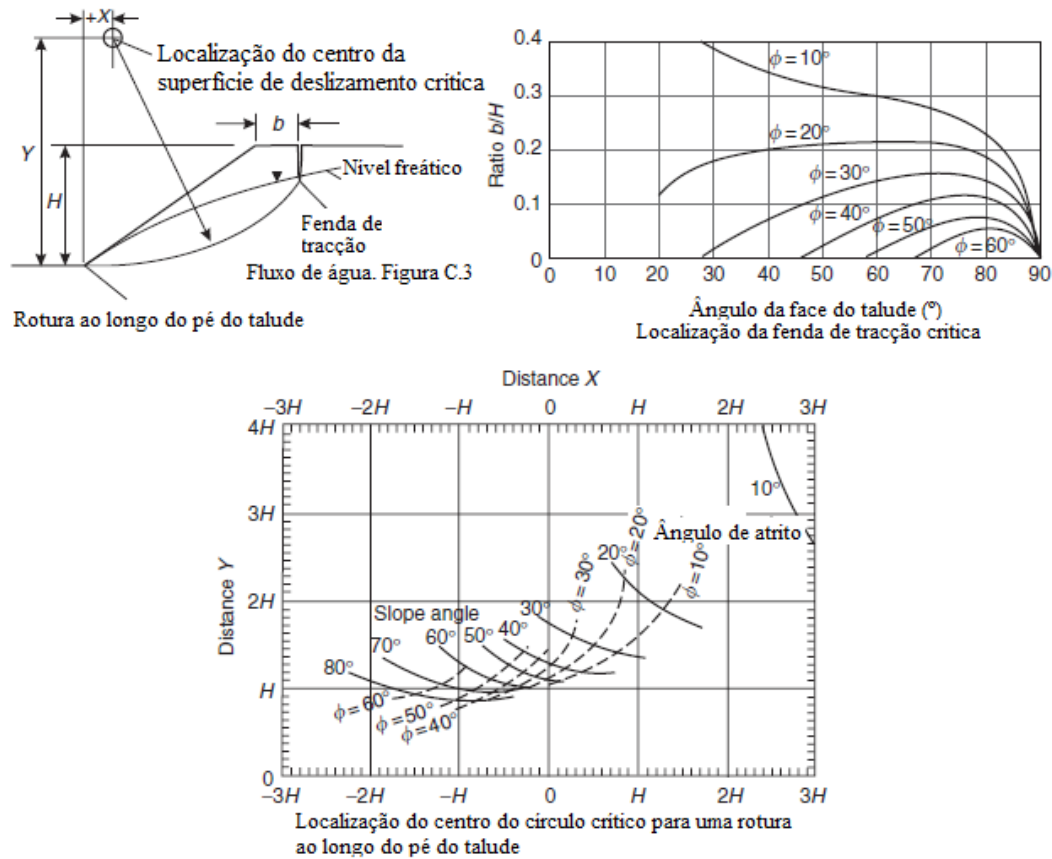 +X
Localização do centro da
superficie de deslizamento critica
b
Y
H
Nivel freático
Fenda de
tracção
Fluxo de água. Figura C.3
Rotura ao longo do pé do talude
Ratio b/H
0.4
0.3
0.2
0.1
0
ϕ = 10°
ϕ = 20°
ϕ = 30°
ϕ = 40°
ϕ = 50°
ϕ = 60°
0 10 20 30 40 50 60 70 80 90
Ângulo da face do talude (º)
Localização da fenda de tracção critica
Distance X
−3H −2H −H 0 H 2H 3H
4H
3H
2H
H
0
Distance Y
10°
Ângulo de atrito
20°
ϕ = 20°
ϕ = 10°
ϕ = 30°
30°
Slope angle
70° 60° 50° 40°
80°
ϕ = 60°
ϕ = 50°
ϕ = 40°
−3H −2H −H 0 H 2H 3H
Localização do centro do circulo critico para uma rotura
ao longo do pé do talude